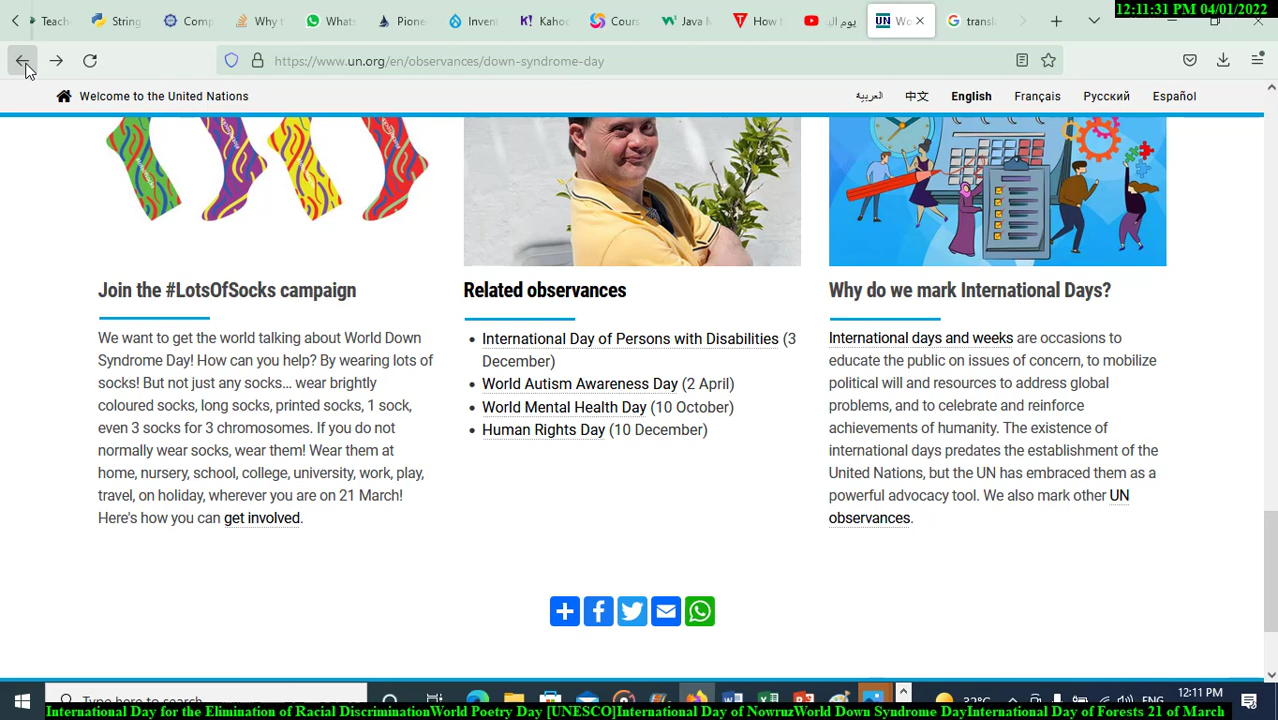 12:11:31 PM 04/01/2022
Teach
String
Comp
Why t
Whats
Pione
Inven
Kaho
Cours
Java M
How t
يوم الد
Wo
transl
https://www.un.org/en/observances/down-syndrome-day
Welcome to the United Nations
العربية
中文
English
Français
Русский
Español
Join the #LotsOfSocks campaign
We want to get the world talking about World Down
Syndrome Day! How can you help? By wearing lots of
socks! But not just any socks... wear brightly
coloured socks, long socks, printed socks, 1 sock,
even 3 socks for 3 chromosomes. If you do not
normally wear socks, wear them! Wear them at
home, nursery, school, college, university, work, play,
travel, on holiday, wherever you are on 21 March!
Here's how you can get involved.
Related observances
International Day of Persons with Disabilities (3
December)
World Autism Awareness Day (2 April)
World Mental Health Day (10 October)
Human Rights Day (10 December)
Why do we mark International Days?
International days and weeks are occasions to
educate the public on issues of concern, to mobilize
political will and resources to address global
problems, and to celebrate and reinforce
achievements of humanity. The existence of
international days predates the establishment of the
United Nations, but the UN has embraced them as a
powerful advocacy tool. We also mark other UN
observances.
Type here to search
32°C
ENG
12:11 PM
International Day for the Elimination of Racial DiscriminationWorld Poetry Day [UNESCO]International Day of NowruzWorld Down Syndrome DayInternational Day of Forests 21 of March